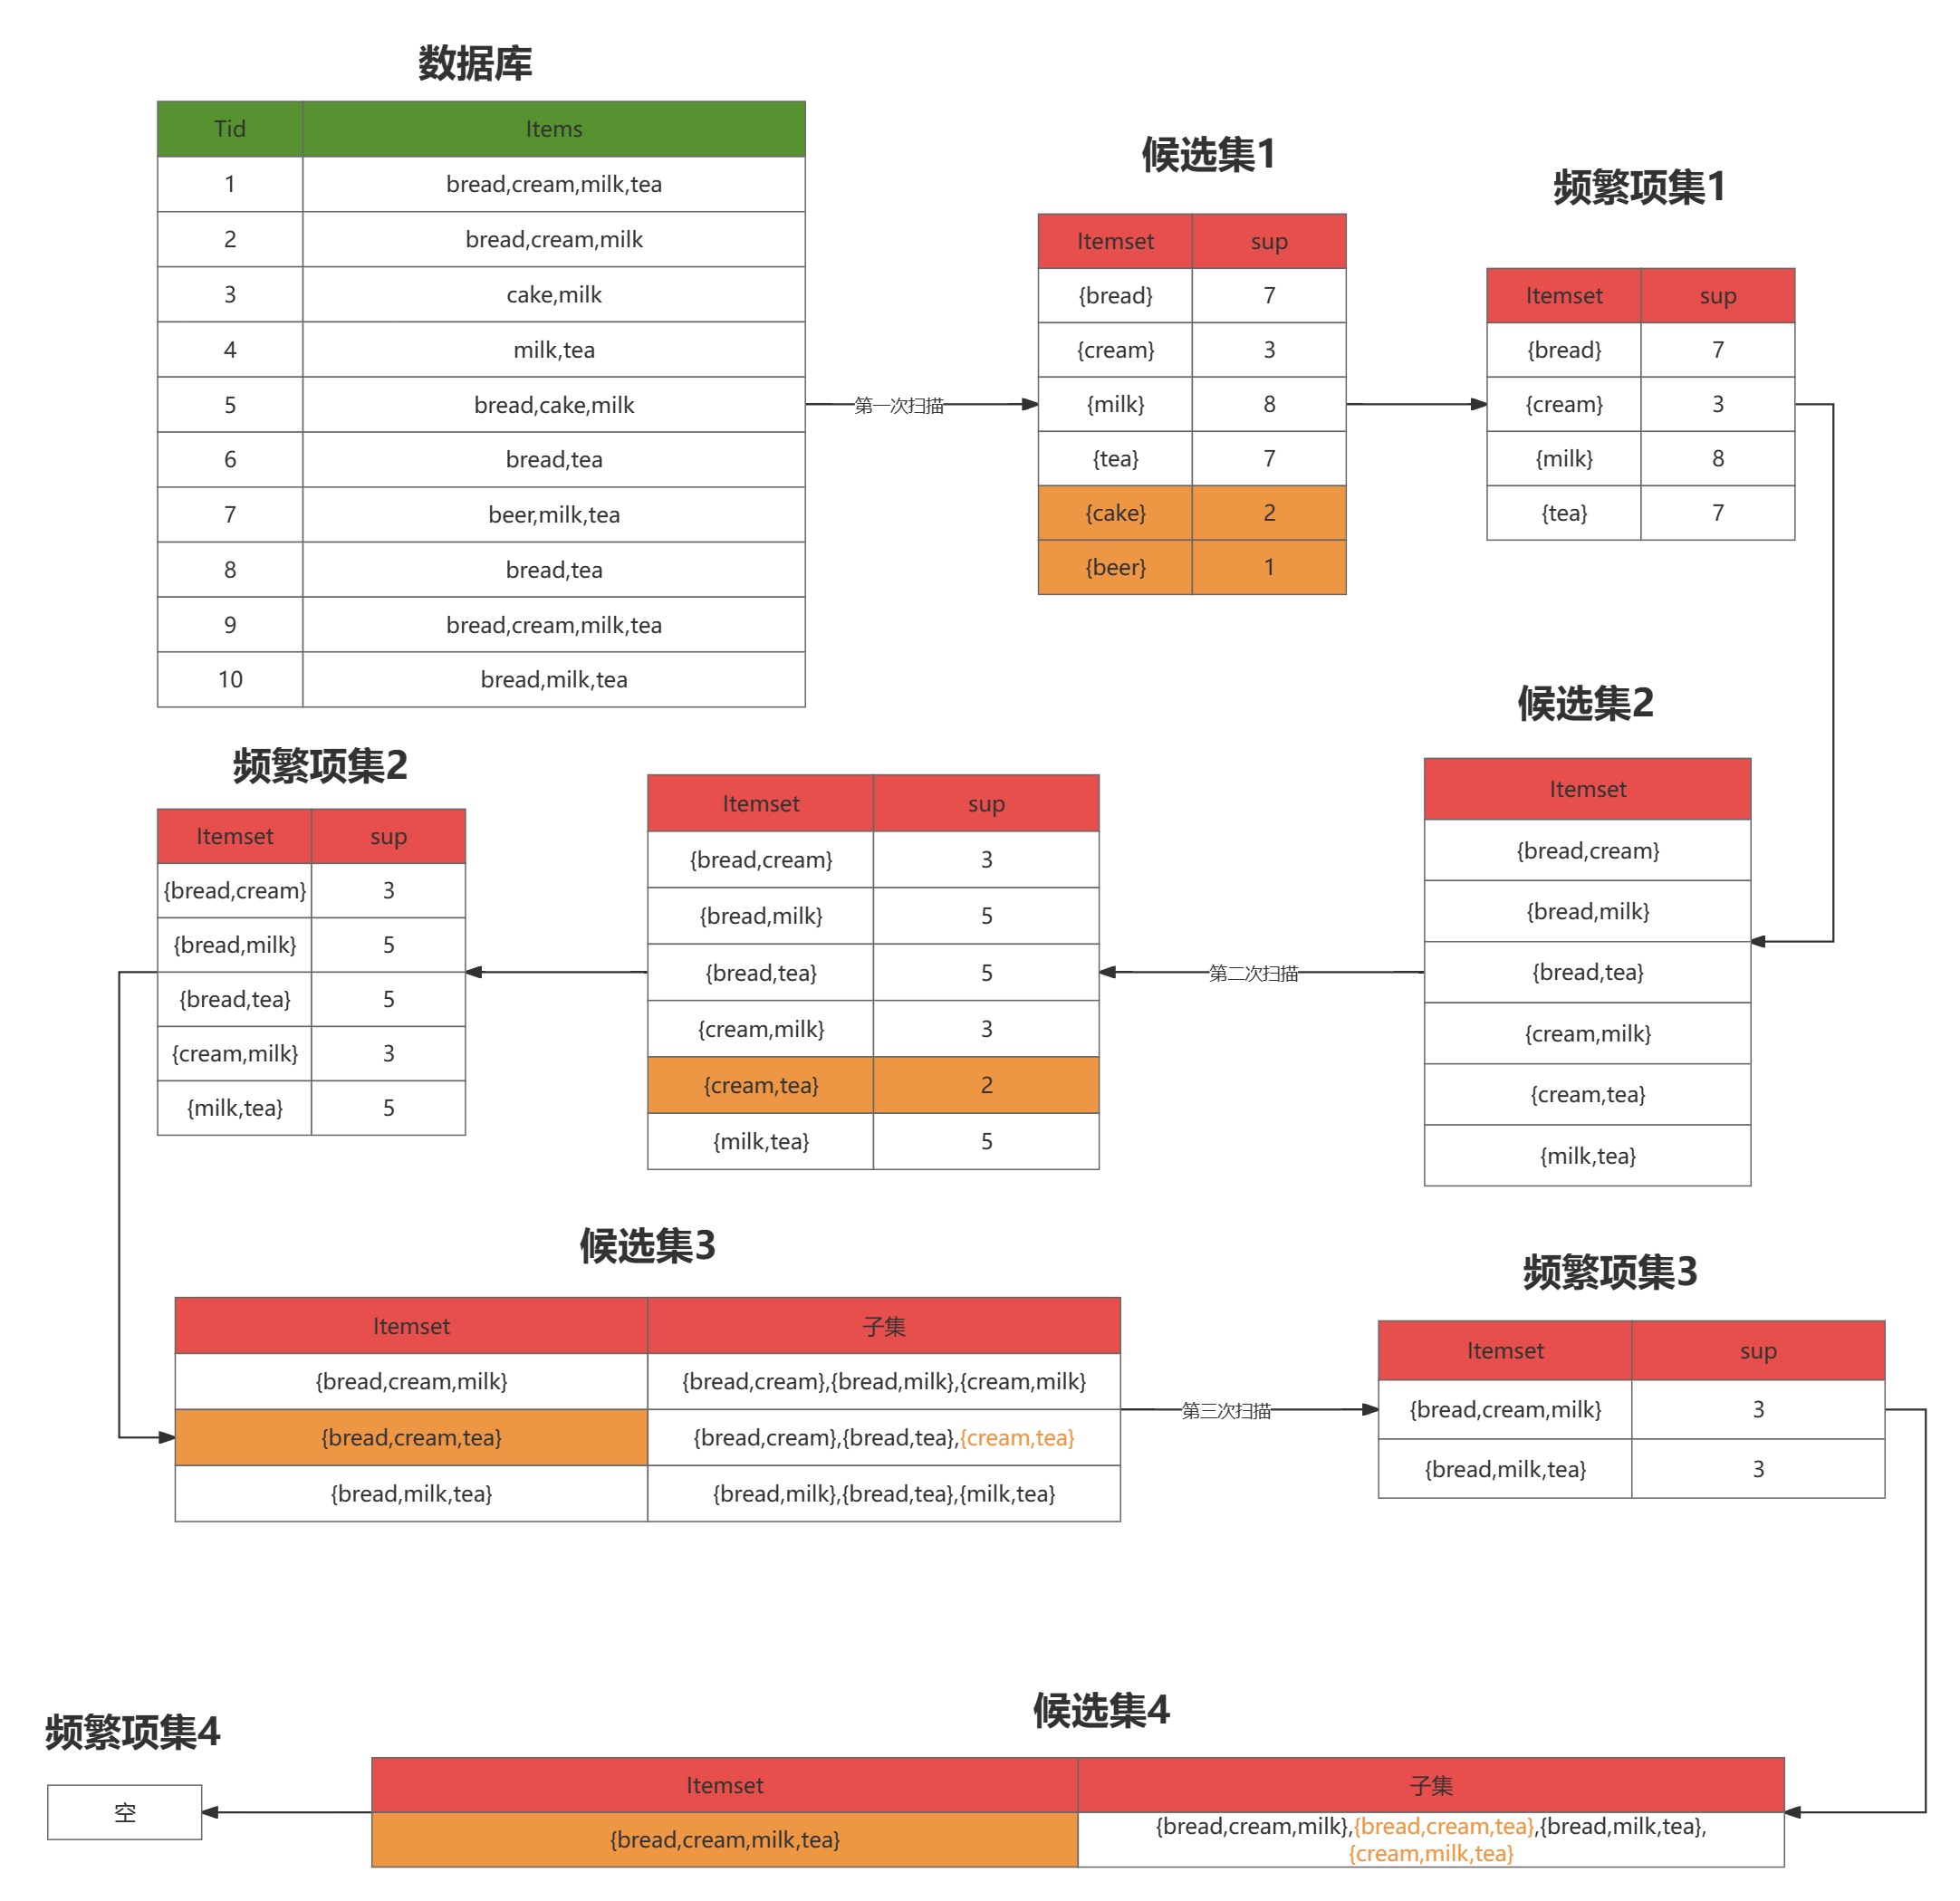 数据库
Tid Items
1 bread,cream,milk,tea
2 bread,cream,milk
3 cake,milk
4 milk,tea
5 bread,cake,milk
6 bread,tea
7 beer,milk,tea
8 bread,tea
9 bread,cream,milk,tea
10 bread,milk,tea
第一次扫描
候选集1
Itemset sup
{bread} 7
{cream} 3
{milk} 8
{tea} 7
{cake} 2
{beer} 1
频繁项集1
Itemset sup
{bread} 7
{cream} 3
{milk} 8
{tea} 7
候选集2
Itemset
{bread,cream}
{bread,milk}
{bread,tea}
{cream,milk}
{cream,tea}
{milk,tea}
第二次扫描
Itemset sup
{bread,cream} 3
{bread,milk} 5
{bread,tea} 5
{cream,milk} 3
{cream,tea} 2
{milk,tea} 5
频繁项集2
Itemset sup
{bread,cream} 3
{bread,milk} 5
{bread,tea} 5
{cream,milk} 3
{milk,tea} 5
候选集3
Itemset 子集
{bread,cream,milk} {bread,cream},{bread,milk},{cream,milk}
{bread,cream,tea} {bread,cream},{bread,tea},{cream,tea}
{bread,milk,tea} {bread,milk},{bread,tea},{milk,tea}
第三次扫描
频繁项集3
Itemset sup
{bread,cream,milk} 3
{bread,milk,tea} 3
候选集4
Itemset 子集
{bread,cream,milk,tea} {bread,cream,milk},{bread,cream,tea},{bread,milk,tea},
{cream,milk,tea}
频繁项集4
空